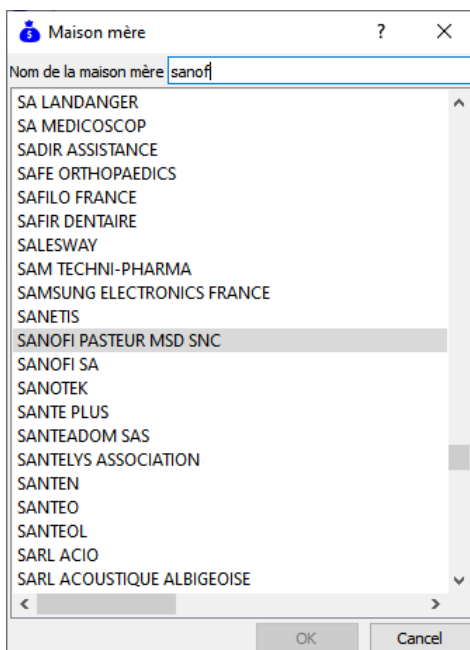 Maison mère
?
Nom de la maison mère sanof
SA LANDANGER
SA MEDICOSCOP
SADIR ASSISTANCE
SAFE ORTHOPAEDICS
SAFILO FRANCE
SAFIR DENTAIRE
SALESWAY
SAM TECHNI-PHARMA
SAMSUNG ELECTRONICS FRANCE
SANETIS
SANOFI PASTEUR MSD SNC
SANOFI SA
SANOTEK
SANTE PLUS
SANTEADOM SAS
SANTELYS ASSOCIATION
SANTEN
SANTEO
SANTEOL
SARL ACIO
SARL ACOUSTIQUE ALBIGEOISE
OK Cancel